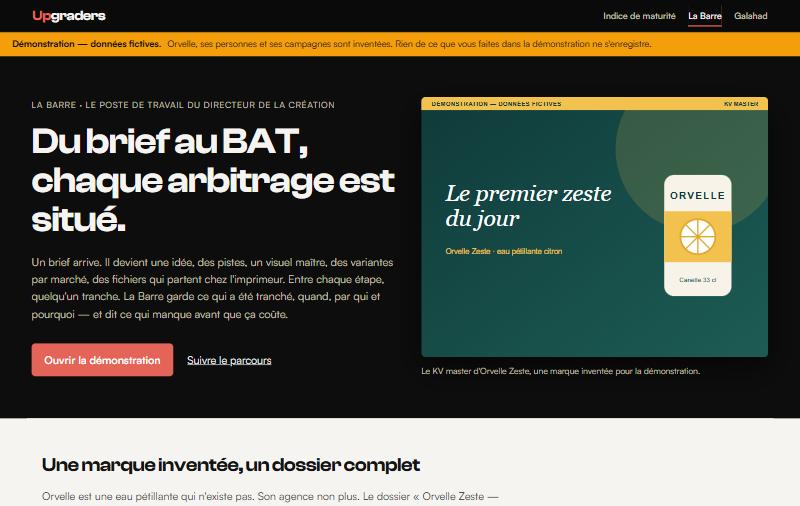 Upgraders
Indice de maturité
La Barre
Galahad
Démonstration — données fictives. Orvelle, ses personnes et ses campagnes sont inventées. Rien de ce que vous faites dans la démonstration ne s'enregistre.
LA BARRE · LE POSTE DE TRAVAIL DU DIRECTEUR DE LA CRÉATION
Du brief au BAT,
chaque arbitrage est
situé.
Un brief arrive. Il devient une idée, des pistes, un visuel maître, des variantes
par marché, des fichiers qui partent chez l'imprimeur. Entre chaque étape,
quelqu'un tranche. La Barre garde ce qui a été tranché, quand, par qui et
pourquoi — et dit ce qui manque avant que ça coûte.
Ouvrir la démonstration
Suivre le parcours
DÉMONSTRATION — DONNÉES FICTIVES
KV MASTER
Le premier zeste
du jour
Orvelle Zeste · eau pétillante citron
ORVELLE
Canette 33 cl
Le KV master d'Orvelle Zeste, une marque inventée pour la démonstration.
Une marque inventée, un dossier complet
Orvelle est une eau pétillante qui n'existe pas. Son agence non plus. Le dossier « Orvelle Zeste —